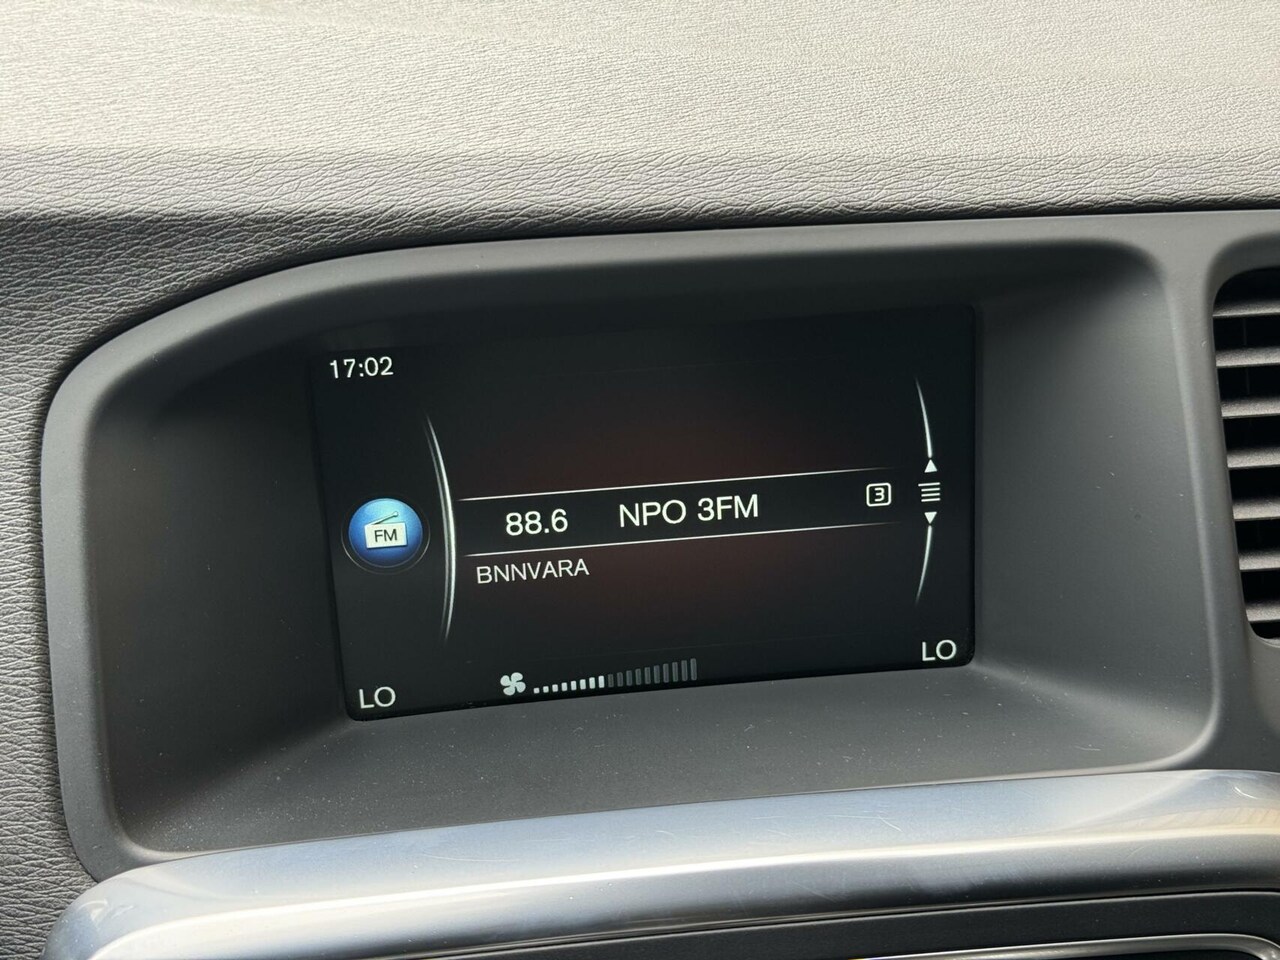 17:02
88.6 NPO 3FM 3
FM
BNNVARA
LO
LO